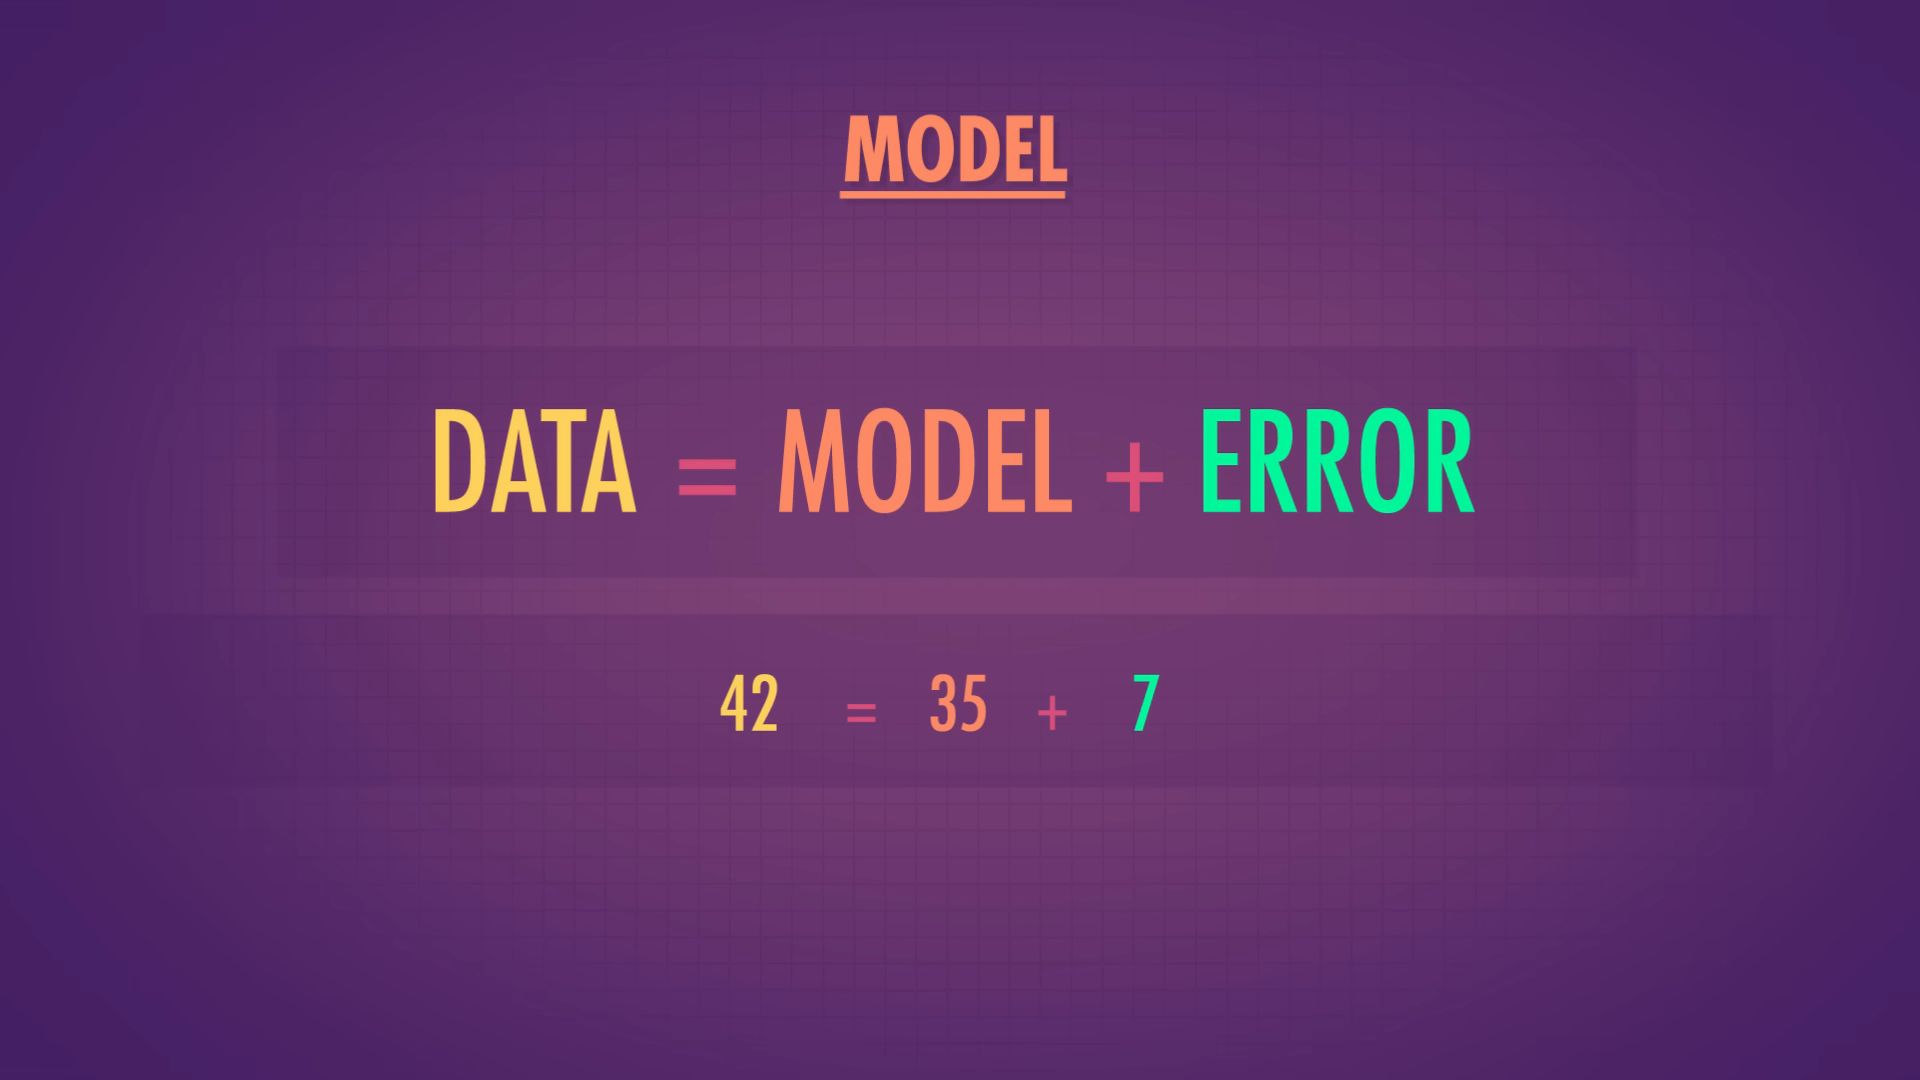 MODEL
DATA = MODEL + ERROR
42 = 35 + 7